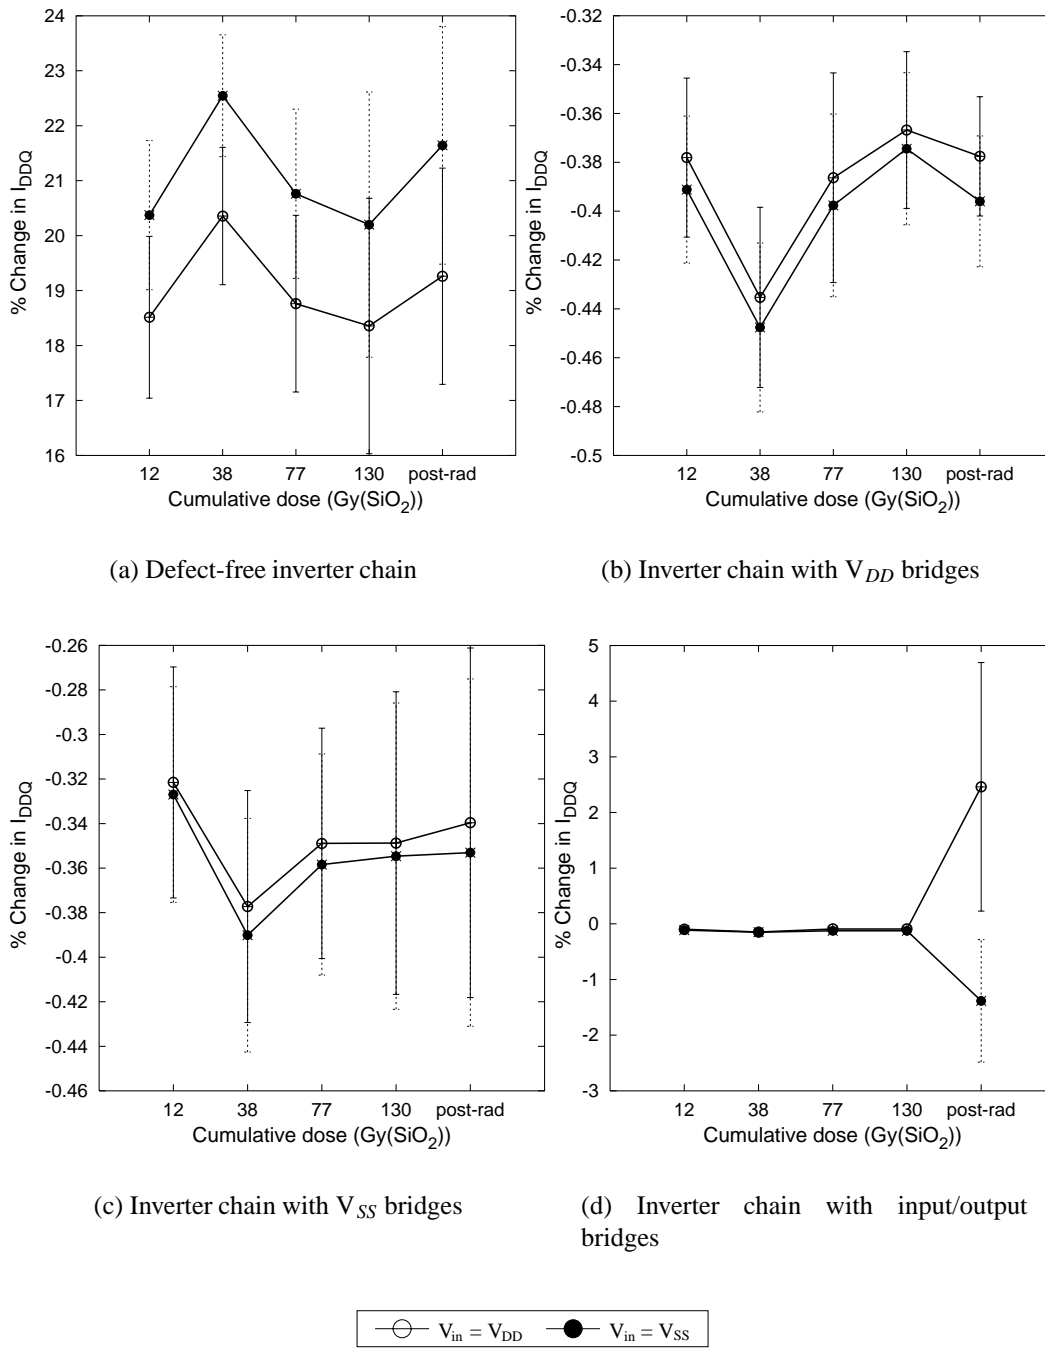 24
23
22
21
20
19
18
17
16
% Change in I_DDQ
12 38 77 130 post-rad
Cumulative dose (Gy(SiO2))
(a) Defect-free inverter chain
-0.32
-0.34
-0.36
-0.38
-0.4
-0.42
-0.44
-0.46
-0.48
-0.5
% Change in I_DDQ
12 38 77 130 post-rad
Cumulative dose (Gy(SiO2))
(b) Inverter chain with V_DD bridges
-0.26
-0.28
-0.3
-0.32
-0.34
-0.36
-0.38
-0.4
-0.42
-0.44
-0.46
% Change in I_DDQ
12 38 77 130 post-rad
Cumulative dose (Gy(SiO2))
(c) Inverter chain with V_SS bridges
5
4
3
2
1
0
-1
-2
-3
% Change in I_DDQ
12 38 77 130 post-rad
Cumulative dose (Gy(SiO2))
(d) Inverter chain with input/output
bridges
V_in = V_DD V_in = V_SS